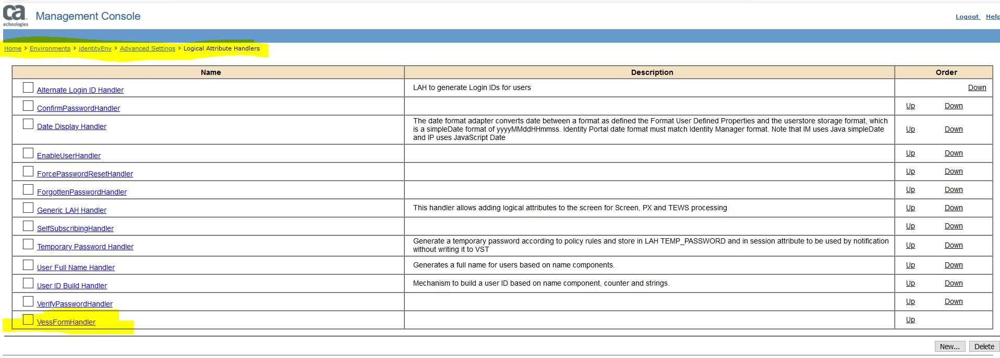 ca
echnologies
Management Console
Logout Help
Home > Environments > identityEnv > Advanced Settings > Logical Attribute Handlers
Name Description Order
Alternate Login ID Handler LAH to generate Login IDs for users Down
ConfirmPasswordHandler Up Down
Date Display Handler The date format adapter converts date between a format as defined the Format User Defined Properties and the userstore storage format, which
is a simpleDate format of yyyyMMddHHmmss. Identity Portal date format must match Identity Manager format. Note that IM uses Java simpleDate Up Down
and IP uses JavaScript Date
EnableUserHandler Up Down
ForcePasswordResetHandler Up Down
ForgottenPasswordHandler Up Down
Generic LAH Handler This handler allows adding logical attributes to the screen for Screen, PX and TEWS processing Up Down
SelfSubscribingHandler Up Down
Temporary Password Handler Generate a temporary password according to policy rules and store in LAH TEMP_PASSWORD and in session attribute to be used by notification Up Down
without writing it to VST
User Full Name Handler Generates a full name for users based on name components. Up Down
User ID Build Handler Mechanism to build a user ID based on name component, counter and strings. Up Down
VerifyPasswordHandler Up Down
VessFormHandler Up
New... Delete